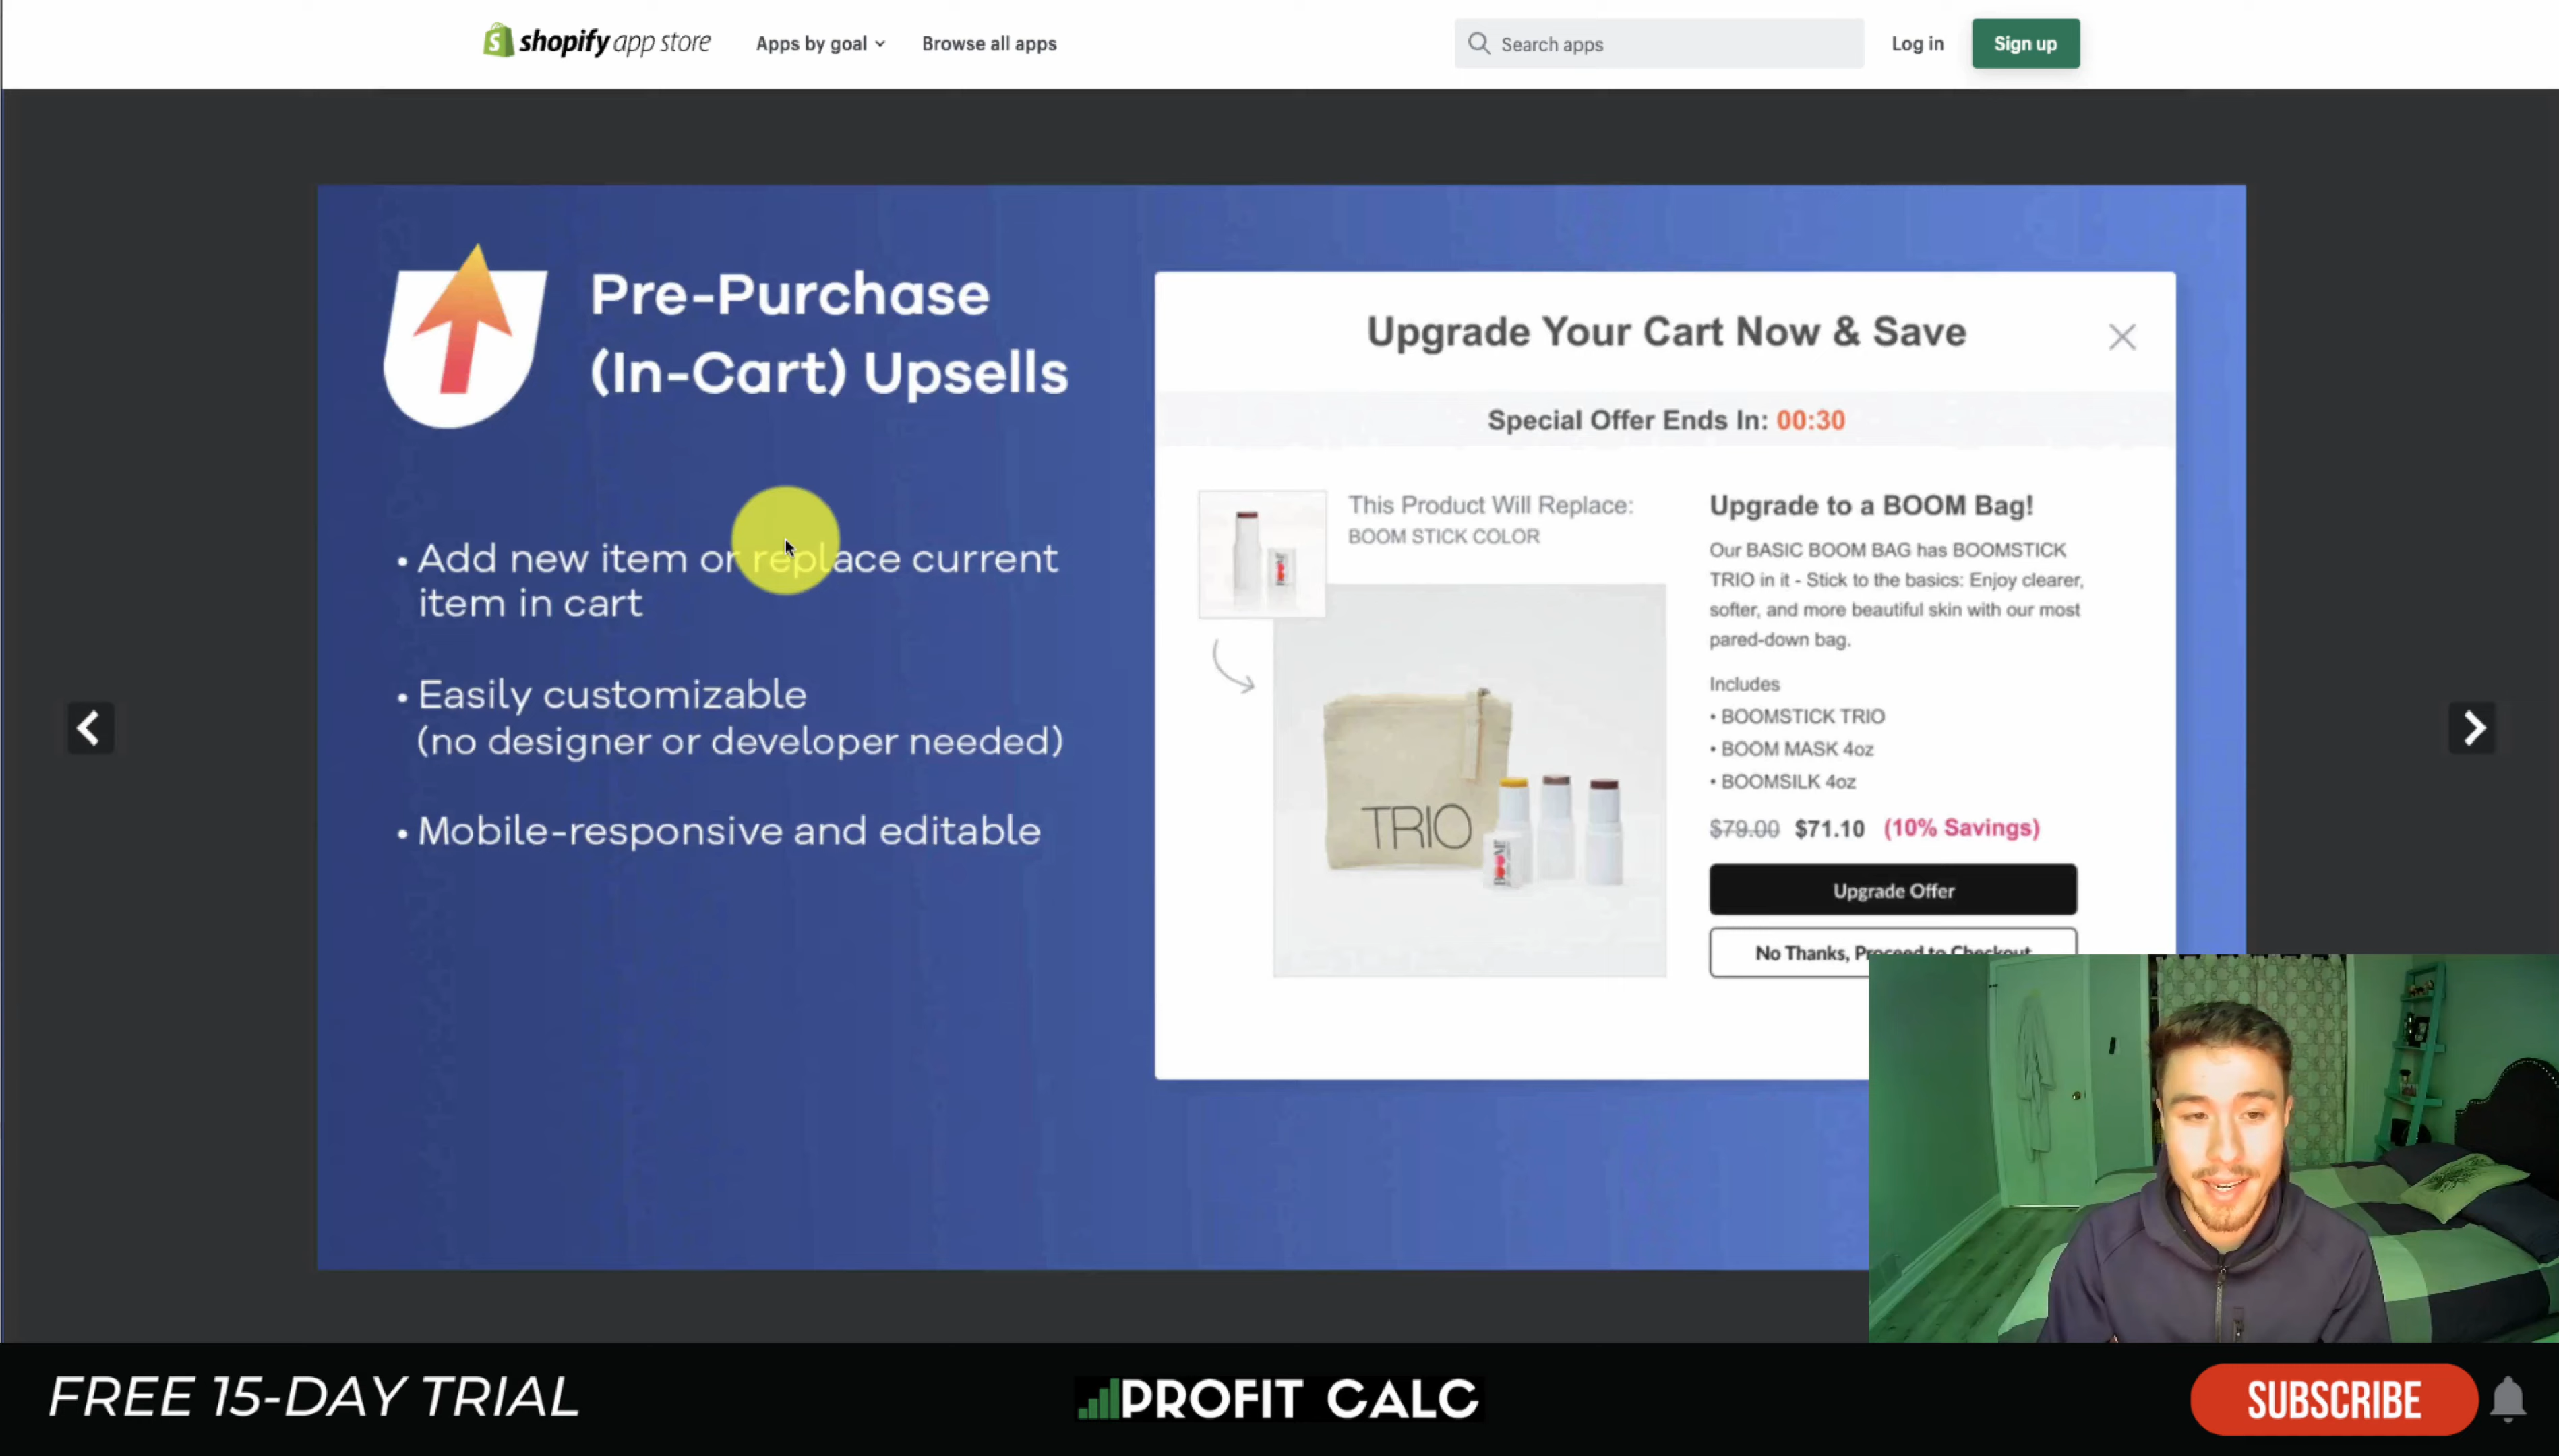 shopify app store
Apps by goal
Browse all apps
Search apps
Log in
Sign up
Pre-Purchase
(In-Cart) Upsells
• Add new item or replace current
item in cart
• Easily customizable
(no designer or developer needed)
• Mobile-responsive and editable
Upgrade Your Cart Now & Save
Special Offer Ends In: 00:30
This Product Will Replace:
BOOM STICK COLOR
TRIO
Upgrade to a BOOM Bag!
Our BASIC BOOM BAG has BOOMSTICK
TRIO in it - Stick to the basics: Enjoy clearer,
softer, and more beautiful skin with our most
pared-down bag.
Includes
• BOOMSTICK TRIO
• BOOM MASK 4oz
• BOOMSILK 4oz
$79.00 $71.10 (10% Savings)
Upgrade Offer
No Thanks, Proceed to Checkout
FREE 15-DAY TRIAL
PROFIT CALC
SUBSCRIBE